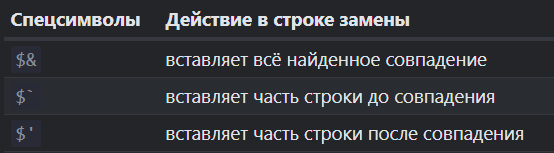 Спецсимволы Действие в строке замены
$& вставляет всё найденное совпадение
$` вставляет часть строки до совпадения
$' вставляет часть строки после совпадения